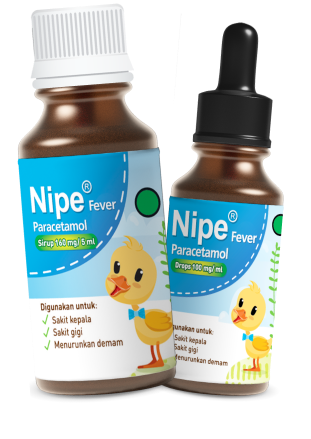 Nipe® Fever
Paracetamol
Sirup 160 mg/5 ml
Digunakan untuk:
✓ Sakit kepala
✓ Sakit gigi
✓ Menurunkan demam
Nipe® Fever
Paracetamol
Drops 100 mg/ml
gunakan untuk:
Sakit kepala
Sakit gigi
Menurunkan demam